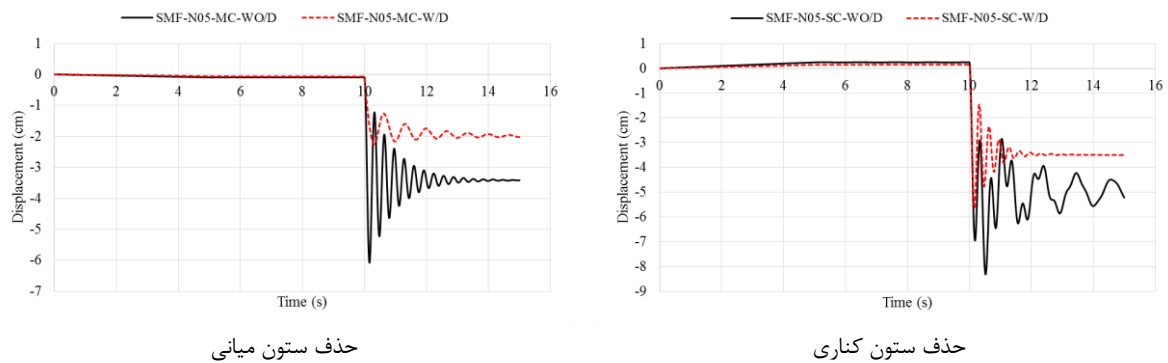 SMF-N05-MC-WO/D SMF-N05-MC-W/D
1
0
0 2 4 6 8 10 12 14 16
-1
-2
-3
-4
-5
-6
-7
Displacement (cm)
Time (s)
حذف ستون میانی
SMF-N05-SC-WO/D SMF-N05-SC-W/D
1
0
0 2 4 6 8 10 12 14 16
-1
-2
-3
-4
-5
-6
-7
-8
-9
Displacement (cm)
Time (s)
حذف ستون کناری